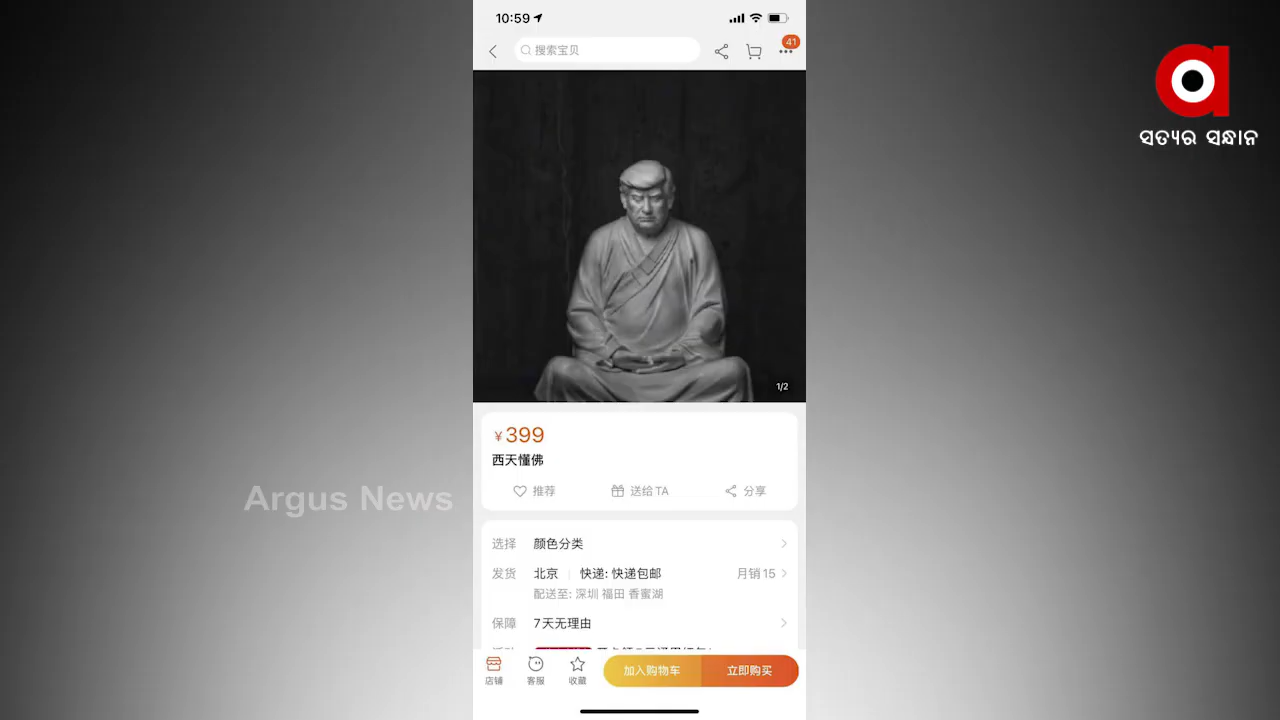 10:59
41
搜索宝贝
ସତ୍ୟର ସନ୍ଧାନ
1/2
¥399
西天懂佛
推荐 送给TA 分享
Argus News
选择 颜色分类
发货 北京 快递: 快递包邮 月销 15
配送至: 深圳 福田 香蜜湖
保障 7天无理由
店铺 客服 收藏 加入购物车 立即购买